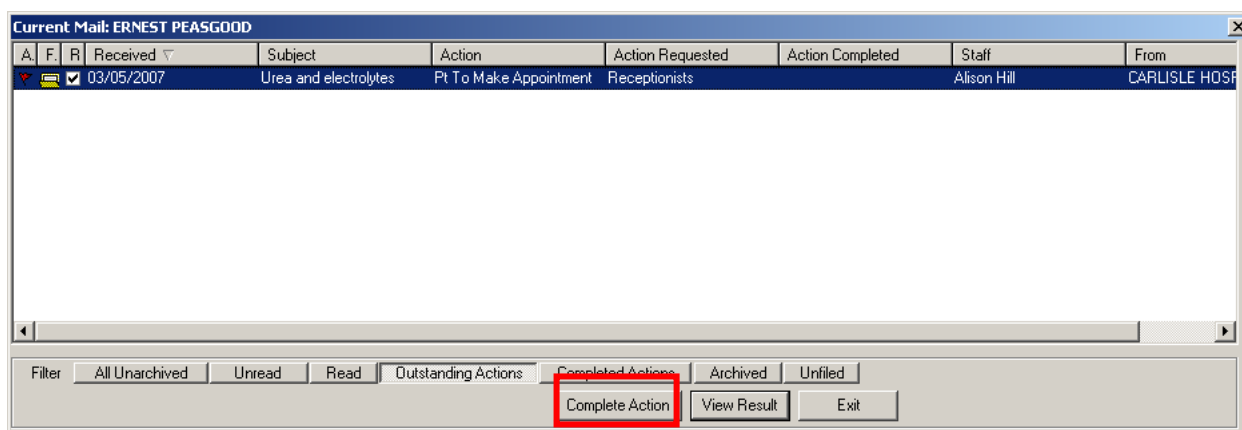 Current Mail: ERNEST PEASGOOD
A. F. R Received Subject Action Action Requested Action Completed Staff From
03/05/2007 Urea and electrolytes Pt To Make Appointment Receptionists Alison Hill CARLISLE HOSP
Filter All Unarchived Unread Read Outstanding Actions Completed Actions Archived Unfiled
Complete Action View Result Exit